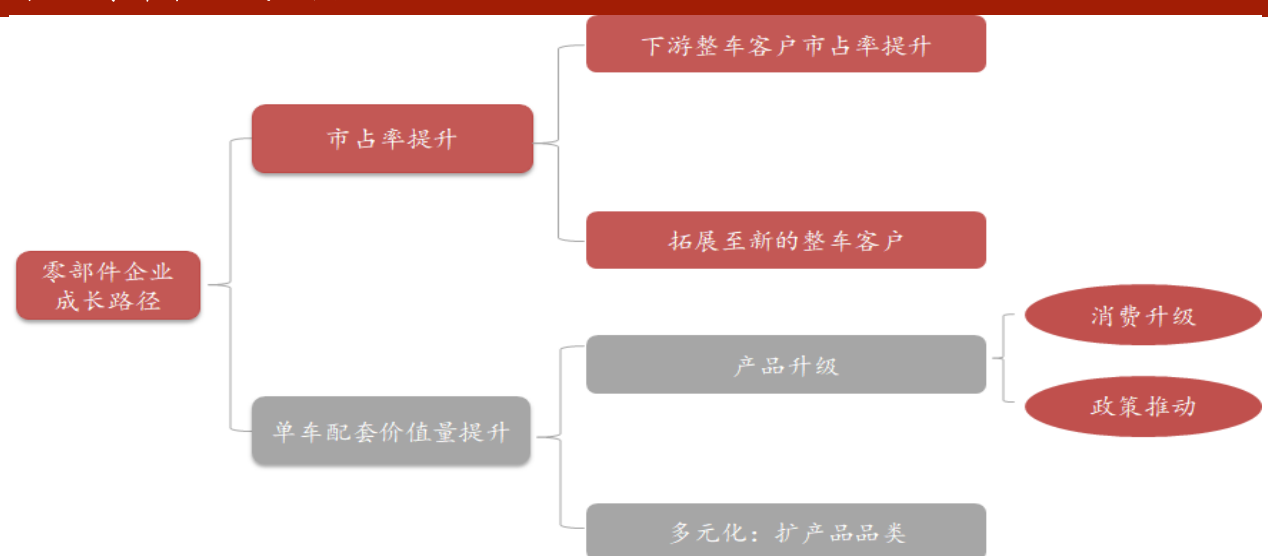 零部件企业
成长路径
市占率提升
下游整车客户市占率提升
拓展至新的整车客户
单车配套价值量提升
产品升级
消费升级
政策推动
多元化：扩产品品类